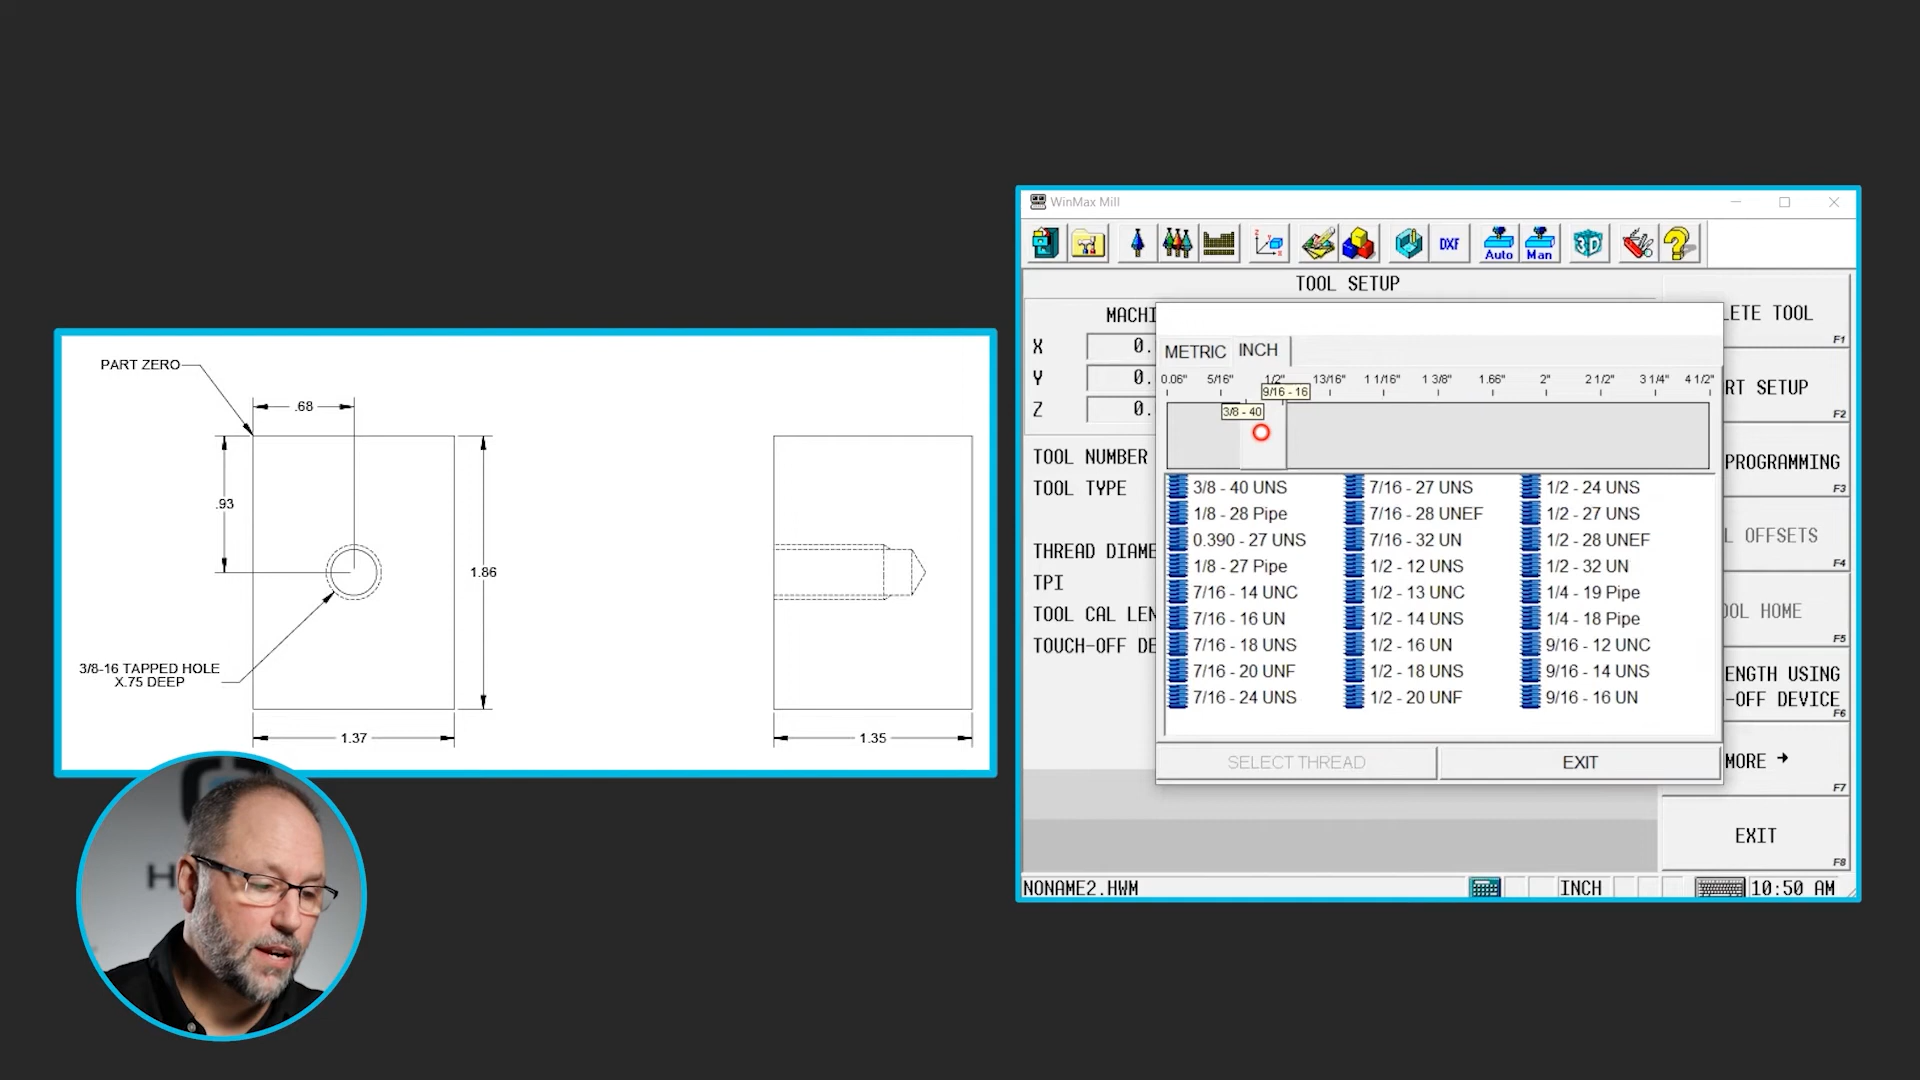 PART ZERO
.68
.93
1.86
3/8-16 TAPPED HOLE
X.75 DEEP
1.37
1.35
H
WinMax Mill
DXF
Auto
Man
3D
TOOL SETUP
MACHI
X 0.
Y 0.
Z 0.
TOOL NUMBER
TOOL TYPE
THREAD DIAME
TPI
TOOL CAL LEN
TOUCH-OFF DE
METRIC INCH
0.06" 5/16" 1/2" 13/16" 1 1/16" 1 3/8" 1.66" 2" 2 1/2" 3 1/4" 4 1/2"
9/16 - 16
3/8 - 40
3/8 - 40 UNS 7/16 - 27 UNS 1/2 - 24 UNS
1/8 - 28 Pipe 7/16 - 28 UNEF 1/2 - 27 UNS
0.390 - 27 UNS 7/16 - 32 UN 1/2 - 28 UNEF
1/8 - 27 Pipe 1/2 - 12 UNS 1/2 - 32 UN
7/16 - 14 UNC 1/2 - 13 UNC 1/4 - 19 Pipe
7/16 - 16 UN 1/2 - 14 UNS 1/4 - 18 Pipe
7/16 - 18 UNS 1/2 - 16 UN 9/16 - 12 UNC
7/16 - 20 UNF 1/2 - 18 UNS 9/16 - 14 UNS
7/16 - 24 UNS 1/2 - 20 UNF 9/16 - 16 UN
SELECT THREAD EXIT
LETE TOOL
F1
RT SETUP
F2
PROGRAMMING
F3
L OFFSETS
F4
OOL HOME
F5
ENGTH USING
-OFF DEVICE
F6
MORE
F7
EXIT
F8
NONAME2.HWM INCH 10:50 AM